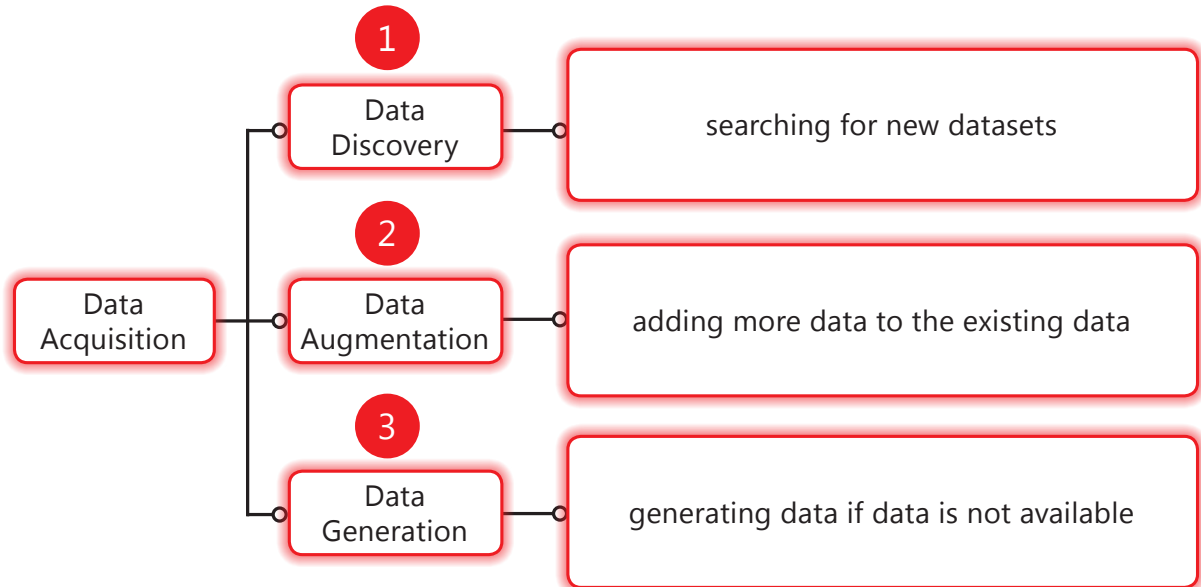 1
Data
Discovery
searching for new datasets
2
Data
Acquisition
Data
Augmentation
adding more data to the existing data
3
Data
Generation
generating data if data is not available